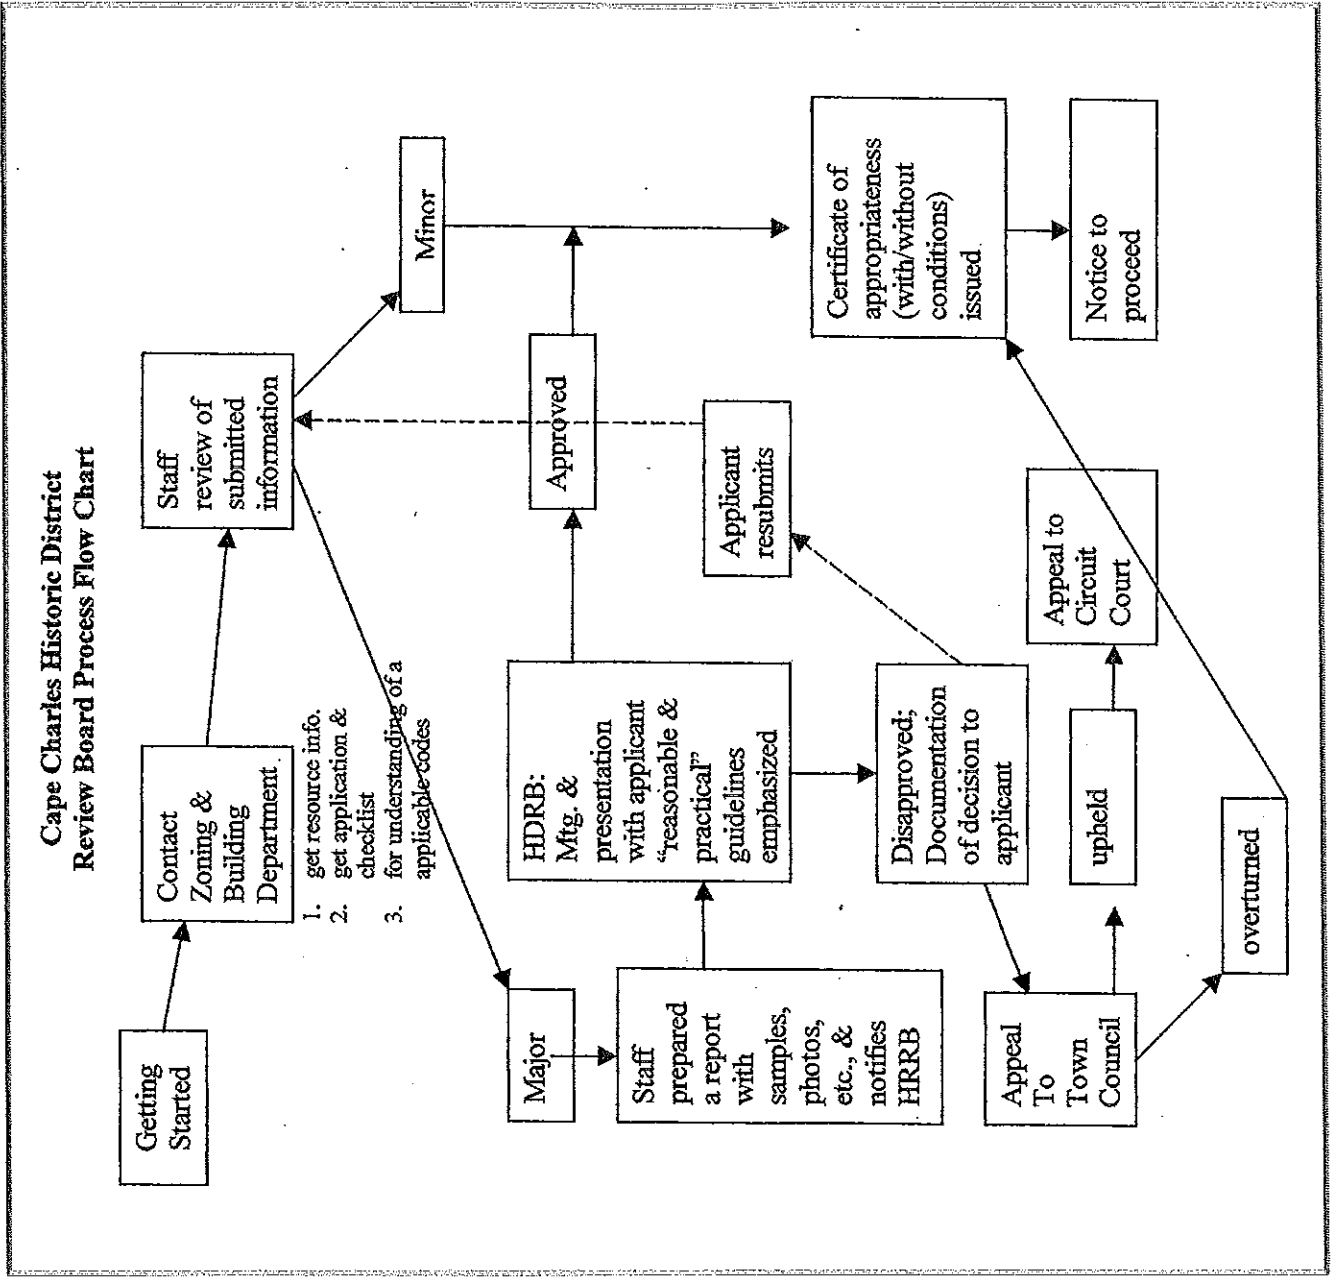 Cape Charles Historic District
Review Board Process Flow Chart
Getting
Started
Contact
Zoning &
Building
Department
1. get resource info.
2. get application &
checklist
3. for understanding of a
applicable codes
Staff
review of
submitted
information
Major
Minor
Staff
prepared
a report
with
samples,
photos,
etc., &
notifies
HRRB
HDRB:
Mtg. &
presentation
with applicant
“reasonable &
practical”
guidelines
emphasized
Approved
Applicant
resubmits
Disapproved;
Documentation
of decision to
applicant
Appeal
To
Town
Council
upheld
Appeal to
Circuit
Court
overturned
Certificate of
appropriateness
(with/without
conditions)
issued
Notice to
proceed